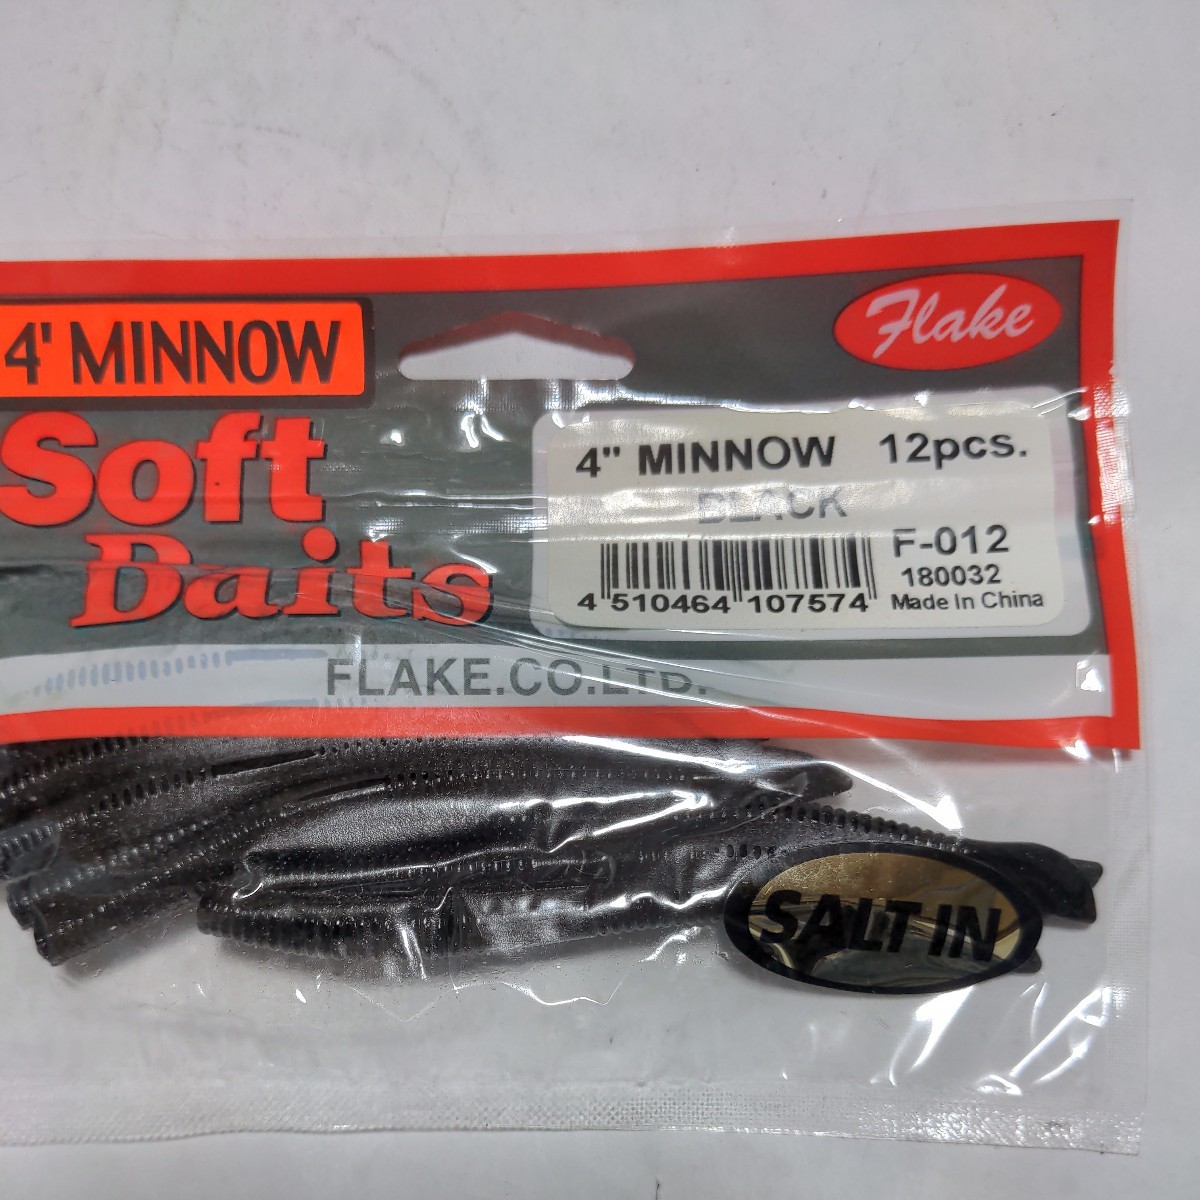 Flake
4' MINNOW
Soft
Baits
4" MINNOW 12pcs.
BLACK
F-012
180032
4 510464 107574 Made In China
FLAKE.CO.LTD.
SALT IN